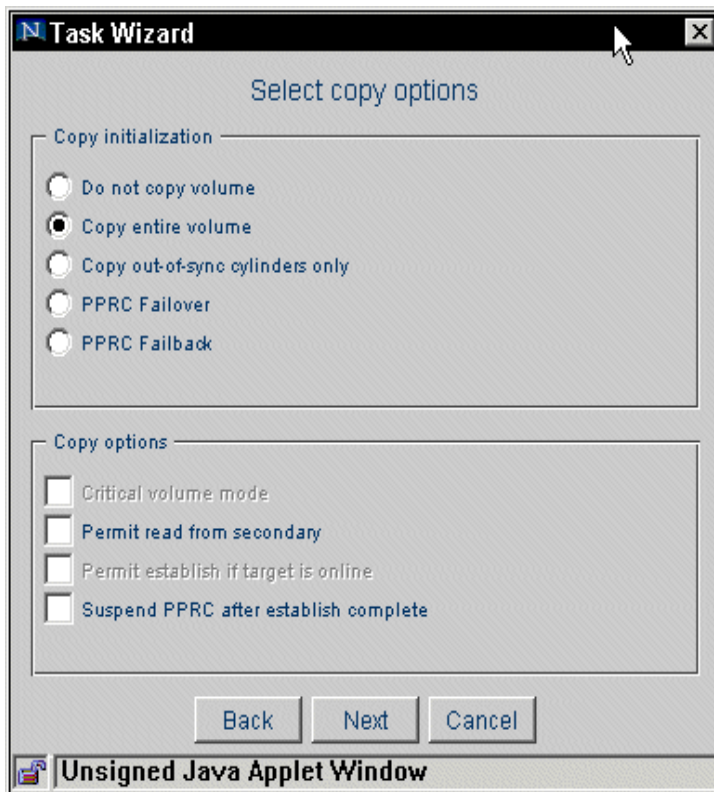 N Task Wizard
Select copy options
Copy initialization
Do not copy volume
Copy entire volume
Copy out-of-sync cylinders only
PPRC Failover
PPRC Failback
Copy options
Critical volume mode
Permit read from secondary
Permit establish if target is online
Suspend PPRC after establish complete
Back Next Cancel
Unsigned Java Applet Window